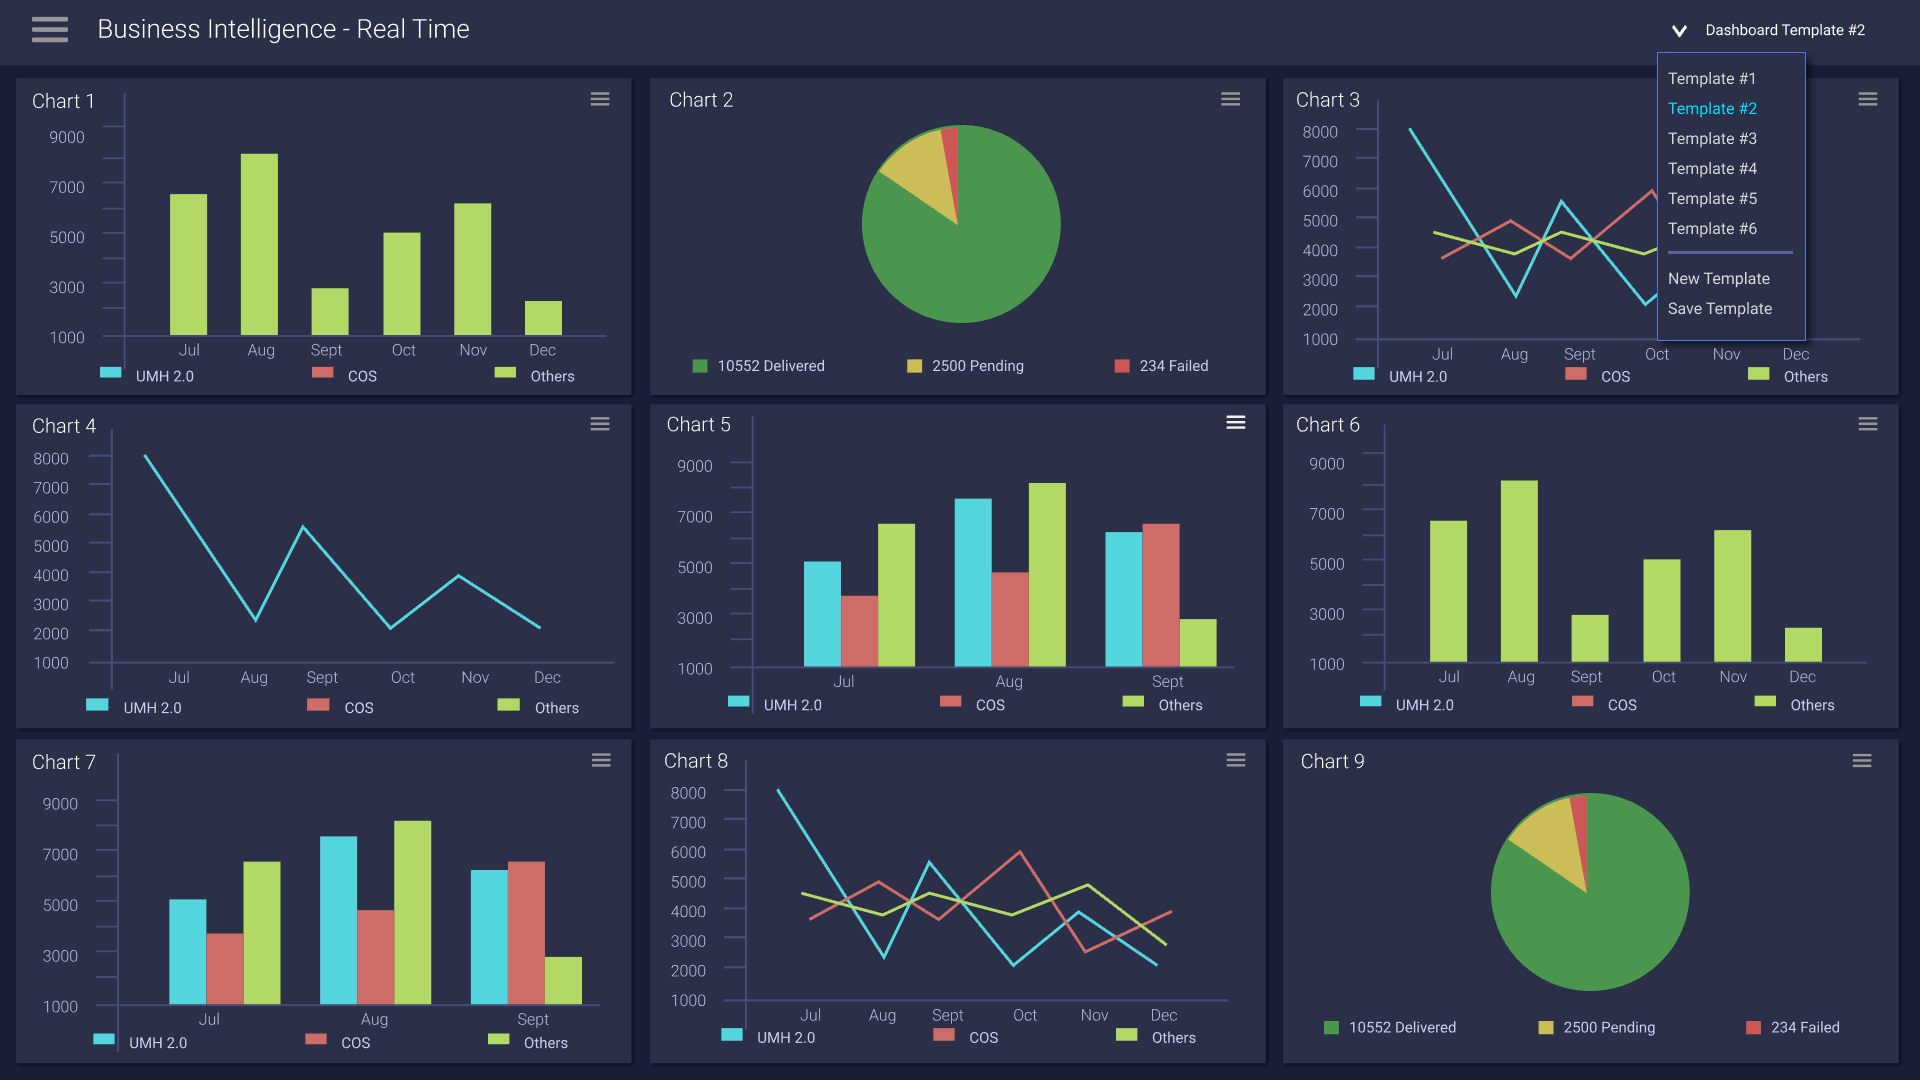 Business Intelligence - Real Time
Dashboard Template #2
Template #1
Template #2
Template #3
Template #4
Template #5
Template #6
New Template
Save Template
Chart 1
9000
7000
5000
3000
1000
Jul Aug Sept Oct Nov Dec
UMH 2.0 COS Others
Chart 2
10552 Delivered 2500 Pending 234 Failed
Chart 3
8000
7000
6000
5000
4000
3000
2000
1000
Jul Aug Sept Oct Nov Dec
UMH 2.0 COS Others
Chart 4
8000
7000
6000
5000
4000
3000
2000
1000
Jul Aug Sept Oct Nov Dec
UMH 2.0 COS Others
Chart 5
9000
7000
5000
3000
1000
Jul Aug Sept
UMH 2.0 COS Others
Chart 6
9000
7000
5000
3000
1000
Jul Aug Sept Oct Nov Dec
UMH 2.0 COS Others
Chart 7
9000
7000
5000
3000
1000
Jul Aug Sept
UMH 2.0 COS Others
Chart 8
8000
7000
6000
5000
4000
3000
2000
1000
Jul Aug Sept Oct Nov Dec
UMH 2.0 COS Others
Chart 9
10552 Delivered 2500 Pending 234 Failed